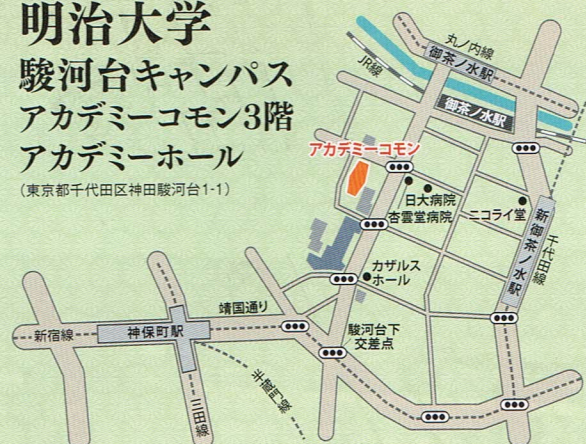 明治大学
駿河台キャンパス
アカデミーコモン3階
アカデミーホール
(東京都千代田区神田駿河台1-1)
丸ノ内線
御茶ノ水駅
JR線
御茶ノ水駅
アカデミーコモン
日大病院
杏雲堂病院
ニコライ堂
新御茶ノ水駅
千代田線
カザルス
ホール
靖国通り
新宿線
神保町駅
駿河台下
交差点
半蔵門線
三田線